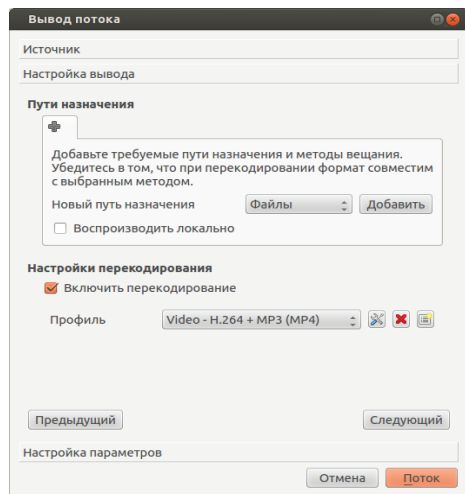 Вывод потока
Источник
Настройка вывода
Пути назначения
Добавьте требуемые пути назначения и методы вещания.
Убедитесь в том, что при перекодировании формат совместим
с выбранным методом.
Новый путь назначения Файлы Добавить
Воспроизводить локально
Настройки перекодирования
Включить перекодирование
Профиль Video - H.264 + MP3 (MP4)
Предыдущий Следующий
Настройка параметров
Отмена Поток